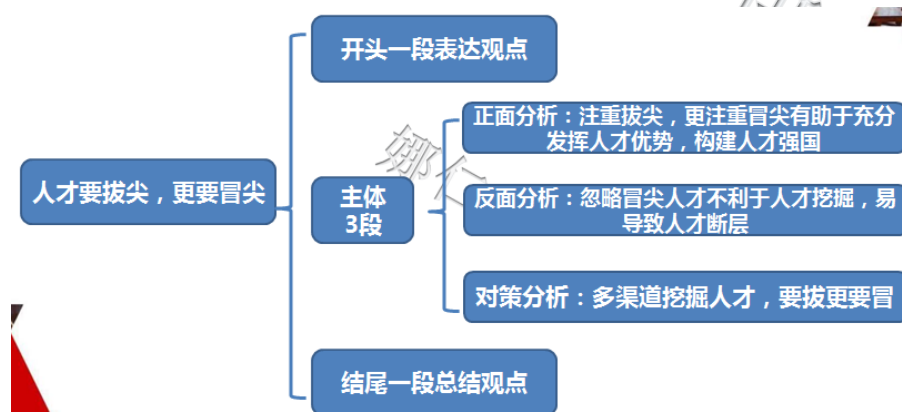 开头一段表达观点
正面分析：注重拔尖，更注重冒尖有助于充分
发挥人才优势，构建人才强国
人才要拔尖，更要冒尖
主体
3段
反面分析：忽略冒尖人才不利于人才挖掘，易
导致人才断层
对策分析：多渠道挖掘人才，要拔更要冒
结尾一段总结观点
娜仁